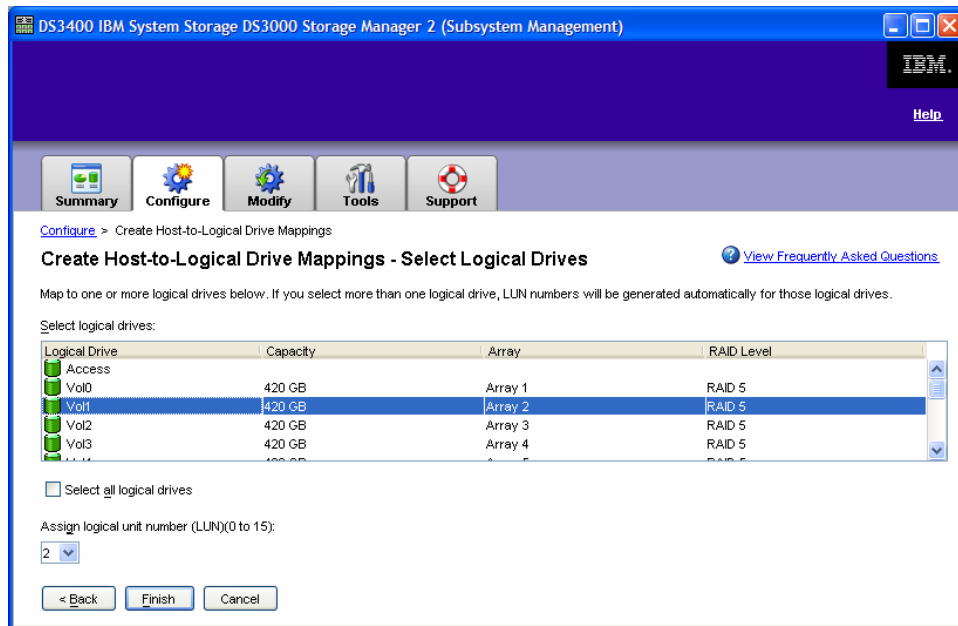 DS3400 IBM System Storage DS3000 Storage Manager 2 (Subsystem Management)
IBM.
Help
Summary Configure Modify Tools Support
Configure > Create Host-to-Logical Drive Mappings
Create Host-to-Logical Drive Mappings - Select Logical Drives
View Frequently Asked Questions
Map to one or more logical drives below. If you select more than one logical drive, LUN numbers will be generated automatically for those logical drives.
Select logical drives:
Logical Drive Capacity Array RAID Level
Access
Vol0 420 GB Array 1 RAID 5
Vol1 420 GB Array 2 RAID 5
Vol2 420 GB Array 3 RAID 5
Vol3 420 GB Array 4 RAID 5
Select all logical drives
Assign logical unit number (LUN)(0 to 15):
2
< Back Finish Cancel